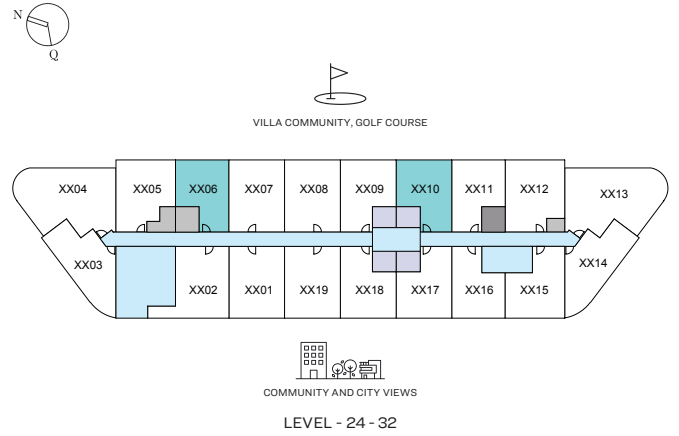 N
Q
VILLA COMMUNITY, GOLF COURSE
XX04 XX05 XX06 XX07 XX08 XX09 XX10 XX11 XX12 XX13
XX03 XX02 XX01 XX19 XX18 XX17 XX16 XX15 XX14
COMMUNITY AND CITY VIEWS
LEVEL - 24 - 32